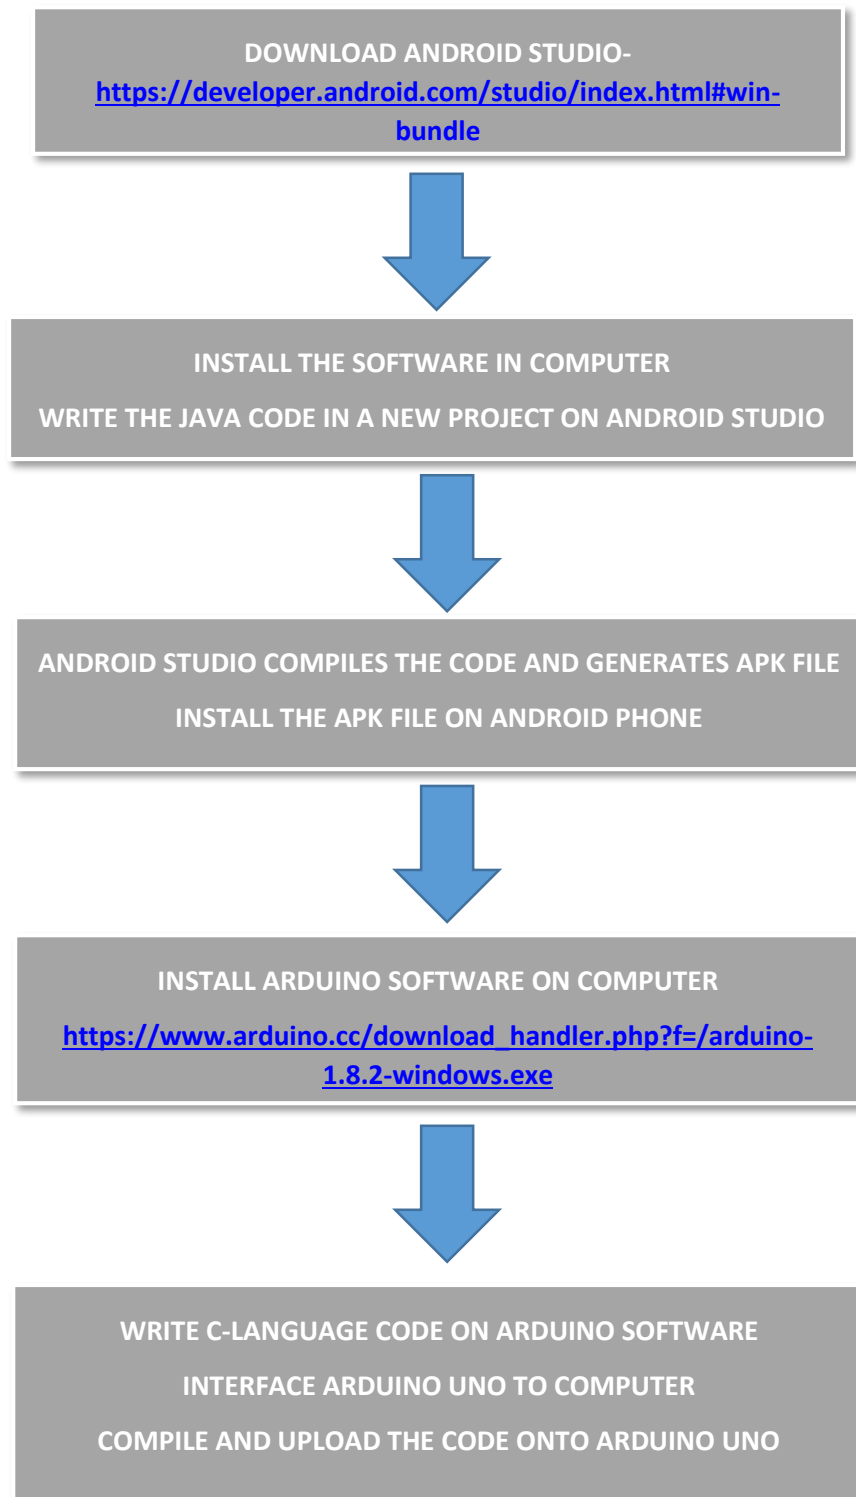 DOWNLOAD ANDROID STUDIO-
https://developer.android.com/studio/index.html#win-
bundle
INSTALL THE SOFTWARE IN COMPUTER
WRITE THE JAVA CODE IN A NEW PROJECT ON ANDROID STUDIO
ANDROID STUDIO COMPILES THE CODE AND GENERATES APK FILE
INSTALL THE APK FILE ON ANDROID PHONE
INSTALL ARDUINO SOFTWARE ON COMPUTER
https://www.arduino.cc/download_handler.php?f=/arduino-
1.8.2-windows.exe
WRITE C-LANGUAGE CODE ON ARDUINO SOFTWARE
INTERFACE ARDUINO UNO TO COMPUTER
COMPILE AND UPLOAD THE CODE ONTO ARDUINO UNO